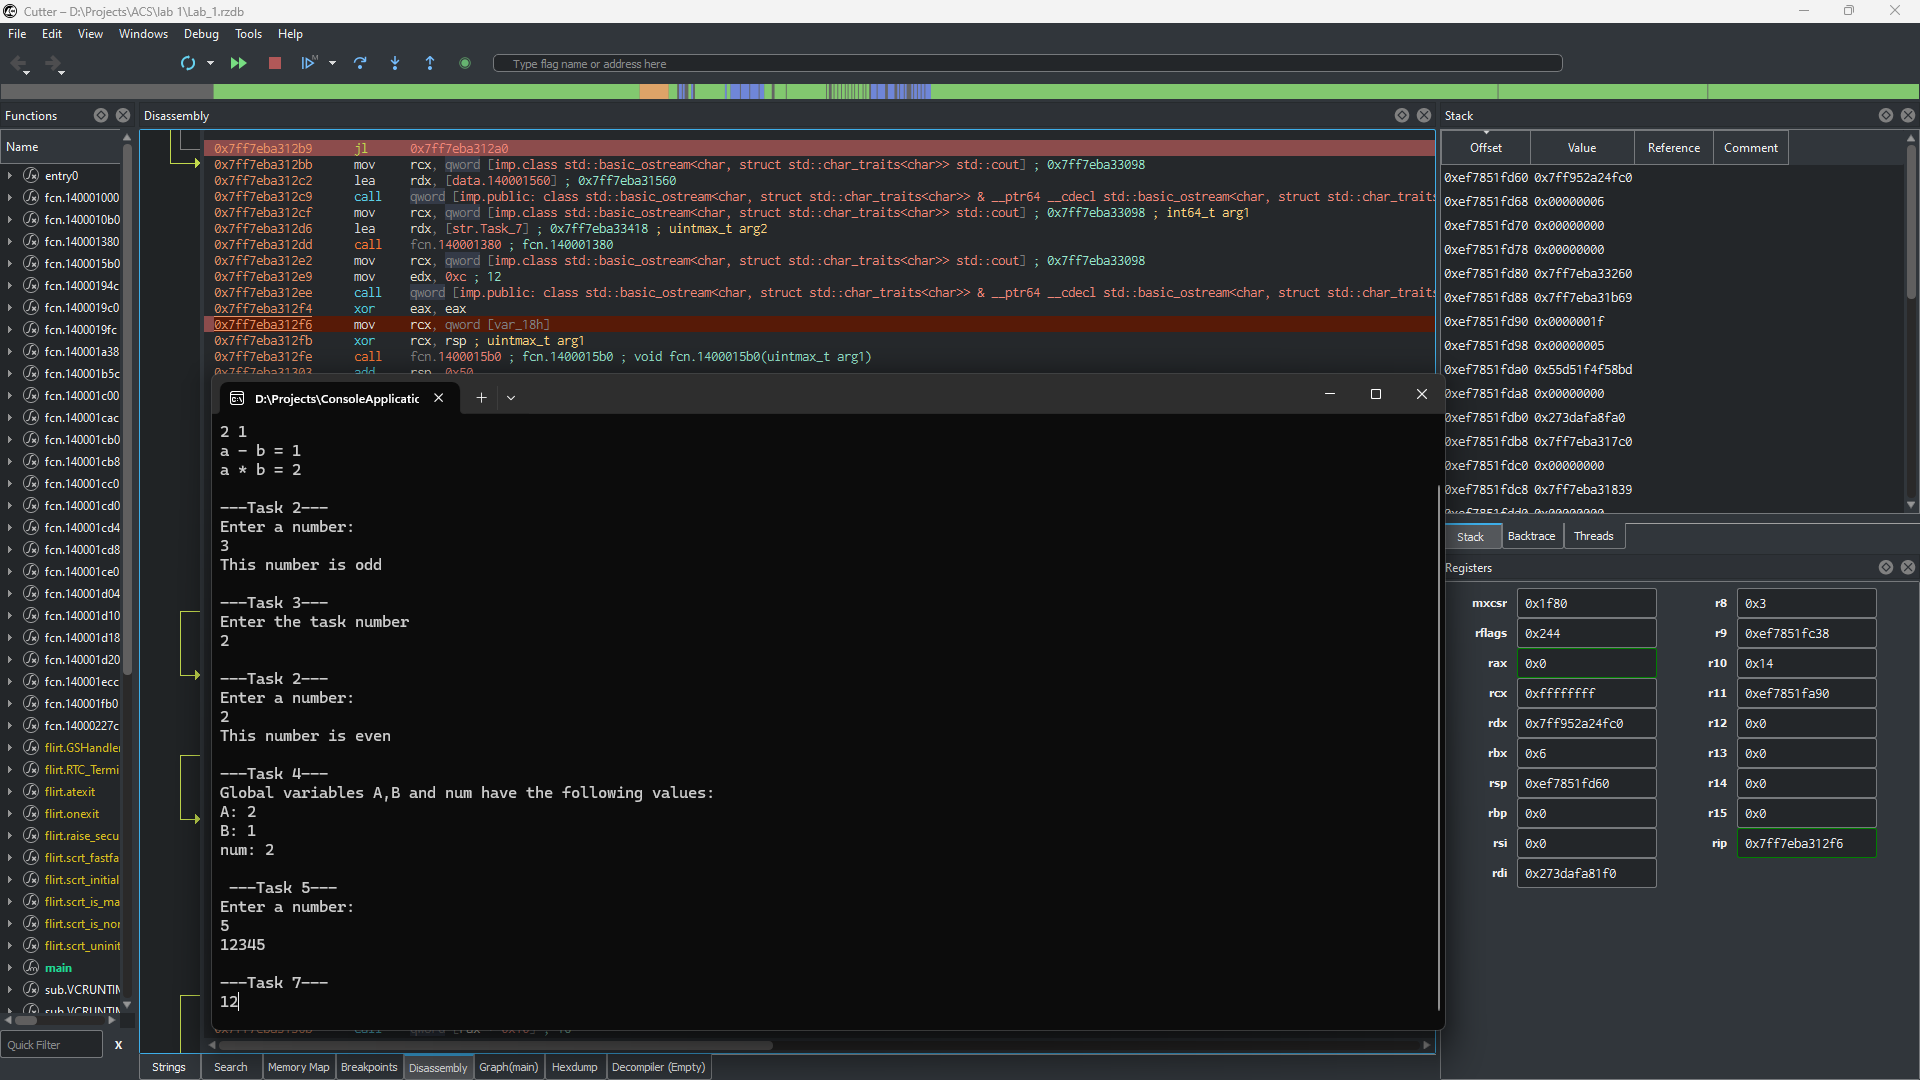 Cutter – D:\Projects\ACS\lab 1\Lab_1.rzdb
File Edit View Windows Debug Tools Help
Type flag name or address here
Functions
Name
entry0
fcn.140001000
fcn.1400010b0
fcn.140001380
fcn.1400015b0
fcn.14000194c
fcn.1400019c0
fcn.1400019fc
fcn.140001a38
fcn.140001b5c
fcn.140001c00
fcn.140001cac
fcn.140001cb0
fcn.140001cb8
fcn.140001cc0
fcn.140001cd0
fcn.140001cd4
fcn.140001cd8
fcn.140001ce0
fcn.140001d04
fcn.140001d10
fcn.140001d18
fcn.140001d20
fcn.140001ecc
fcn.140001fb0
fcn.14000227c
flirt.GSHandle
flirt.RTC_Termi
flirt.atexit
flirt.onexit
flirt.raise_secu
flirt.scrt_fastfa
flirt.scrt_initial
flirt.scrt_is_ma
flirt.scrt_is_nor
flirt.scrt_uninit
main
sub.VCRUNTIM
sub.VCRUNTIM
Quick Filter X
Disassembly
0x7ff7eba312b9 jl 0x7ff7eba312a0
0x7ff7eba312bb mov rcx, qword [imp.class std::basic_ostream<char, struct std::char_traits<char>> std::cout] ; 0x7ff7eba33098
0x7ff7eba312c2 lea rdx, [data.140001560] ; 0x7ff7eba31560
0x7ff7eba312c9 call qword [imp.public: class std::basic_ostream<char, struct std::char_traits<char>> & __ptr64 __cdecl std::basic_ostream<char, struct std::char_traits
0x7ff7eba312cf mov rcx, qword [imp.class std::basic_ostream<char, struct std::char_traits<char>> std::cout] ; 0x7ff7eba33098 ; int64_t arg1
0x7ff7eba312d6 lea rdx, [str.Task_7] ; 0x7ff7eba33418 ; uintmax_t arg2
0x7ff7eba312dd call fcn.140001380 ; fcn.140001380
0x7ff7eba312e2 mov rcx, qword [imp.class std::basic_ostream<char, struct std::char_traits<char>> std::cout] ; 0x7ff7eba33098
0x7ff7eba312e9 mov edx, 0xc ; 12
0x7ff7eba312ee call qword [imp.public: class std::basic_ostream<char, struct std::char_traits<char>> & __ptr64 __cdecl std::basic_ostream<char, struct std::char_traits
0x7ff7eba312f4 xor eax, eax
0x7ff7eba312f6 mov rcx, qword [var_18h]
0x7ff7eba312fb xor rcx, rsp ; uintmax_t arg1
0x7ff7eba312fe call fcn.1400015b0 ; fcn.1400015b0 ; void fcn.1400015b0(uintmax_t arg1)
0x7ff7eba31303 add rsp, 0x50
D:\Projects\ConsoleApplicatic
2 1
a - b = 1
a * b = 2
---Task 2---
Enter a number:
3
This number is odd
---Task 3---
Enter the task number
2
---Task 2---
Enter a number:
2
This number is even
---Task 4---
Global variables A,B and num have the following values:
A: 2
B: 1
num: 2
---Task 5---
Enter a number:
5
12345
---Task 7---
12
Strings Search Memory Map Breakpoints Disassembly Graph(main) Hexdump Decompiler (Empty)
Stack
Offset Value Reference Comment
0xef7851fd60 0x7ff952a24fc0
0xef7851fd68 0x00000006
0xef7851fd70 0x00000000
0xef7851fd78 0x00000000
0xef7851fd80 0x7ff7eba33260
0xef7851fd88 0x7ff7eba31b69
0xef7851fd90 0x0000001f
0xef7851fd98 0x00000005
0xef7851fda0 0x55d51f4f58bd
0xef7851fda8 0x00000000
0xef7851fdb0 0x273dafa8fa0
0xef7851fdb8 0x7ff7eba317c0
0xef7851fdc0 0x00000000
0xef7851fdc8 0x7ff7eba31839
0xef7851fdd0 0x00000000
Stack Backtrace Threads
Registers
mxcsr 0x1f80 r8 0x3
rflags 0x244 r9 0xef7851fc38
rax 0x0 r10 0x14
rcx 0xffffffff r11 0xef7851fa90
rdx 0x7ff952a24fc0 r12 0x0
rbx 0x6 r13 0x0
rsp 0xef7851fd60 r14 0x0
rbp 0x0 r15 0x0
rsi 0x0 rip 0x7ff7eba312f6
rdi 0x273dafa81f0